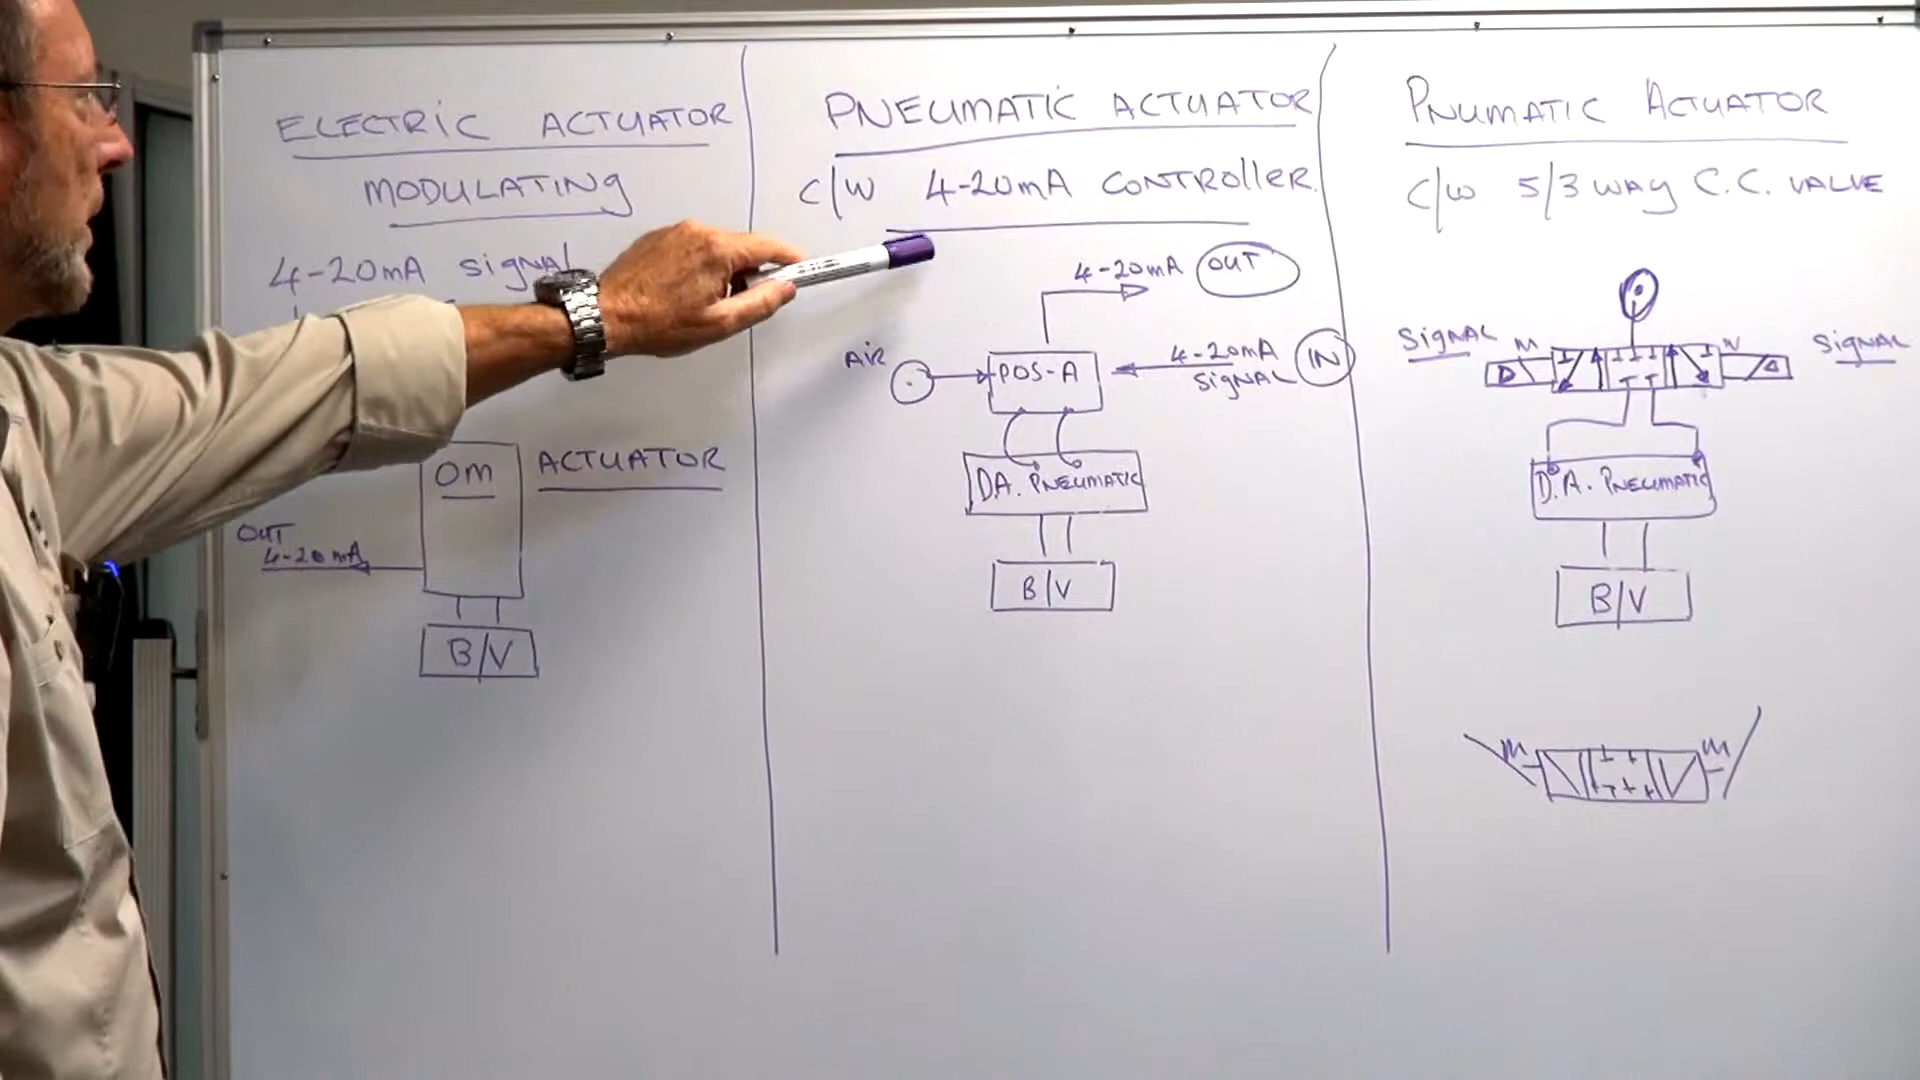 ELECTRIC ACTUATOR
MODULATING
4-20mA SIGNAL
OM
ACTUATOR
OUT
4-20mA
B/V
PNEUMATIC ACTUATOR
C/W 4-20mA CONTROLLER.
4-20mA OUT
AIR
POS-A
4-20mA IN
SIGNAL
D.A. PNEUMATIC
B/V
PNUMATIC ACTUATOR
C/W 5/3 WAY C.C. VALVE
SIGNAL
SIGNAL
D.A. PNEUMATIC
B/V